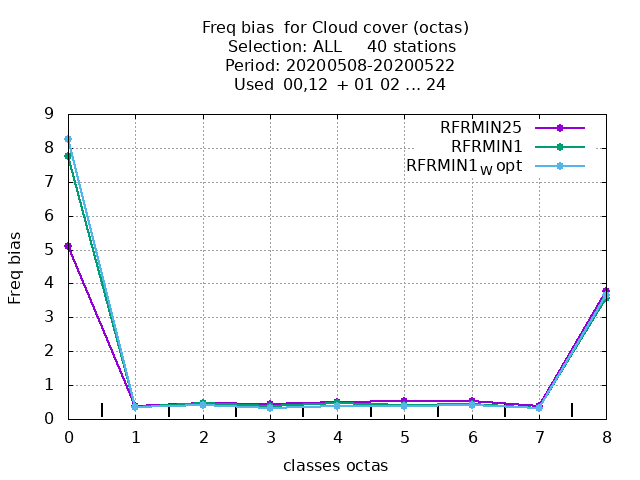 Freq bias  for Cloud cover (octas)
Selection: ALL     40 stations
Period: 20200508-20200522
Used  00,12  + 01 02 ... 24
RFRMIN25
RFRMIN1
RFRMIN1W opt
9
8
7
6
5
4
3
2
1
0
Freq bias
0 1 2 3 4 5 6 7 8
classes octas